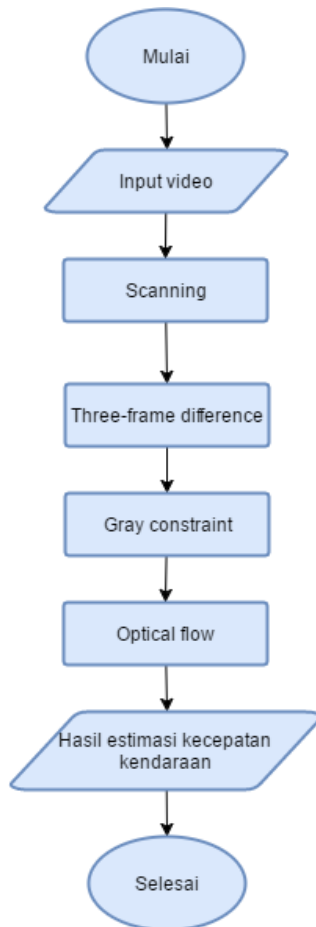 Mulai
Input video
Scanning
Three-frame difference
Gray constraint
Optical flow
Hasil estimasi kecepatan
kendaraan
Selesai